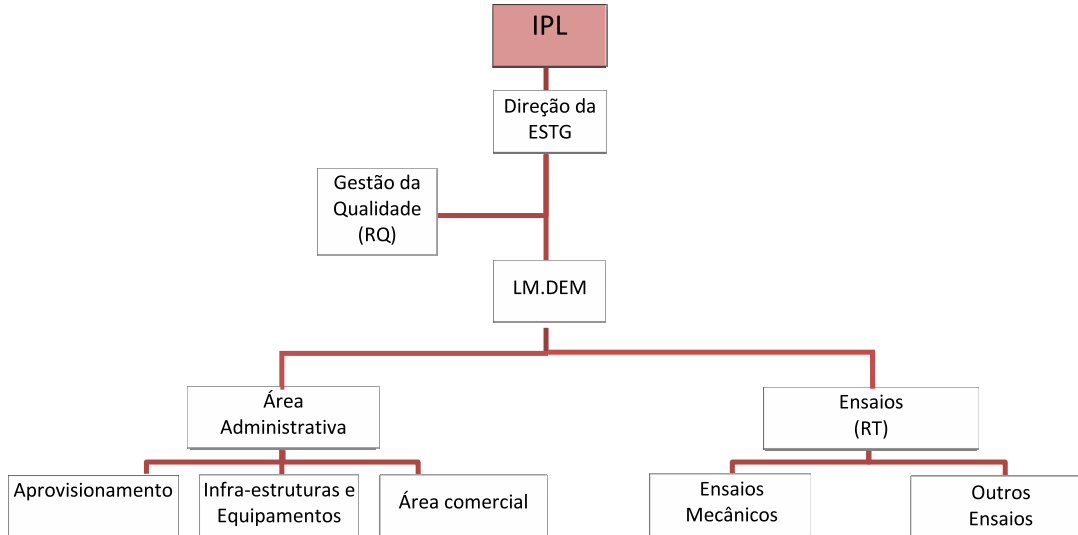 IPL
Direção da
ESTG
Gestão da
Qualidade
(RQ)
LM.DEM
Área
Administrativa
Ensaios
(RT)
Aprovisionamento
Infra-estruturas e
Equipamentos
Área comercial
Ensaios
Mecânicos
Outros
Ensaios